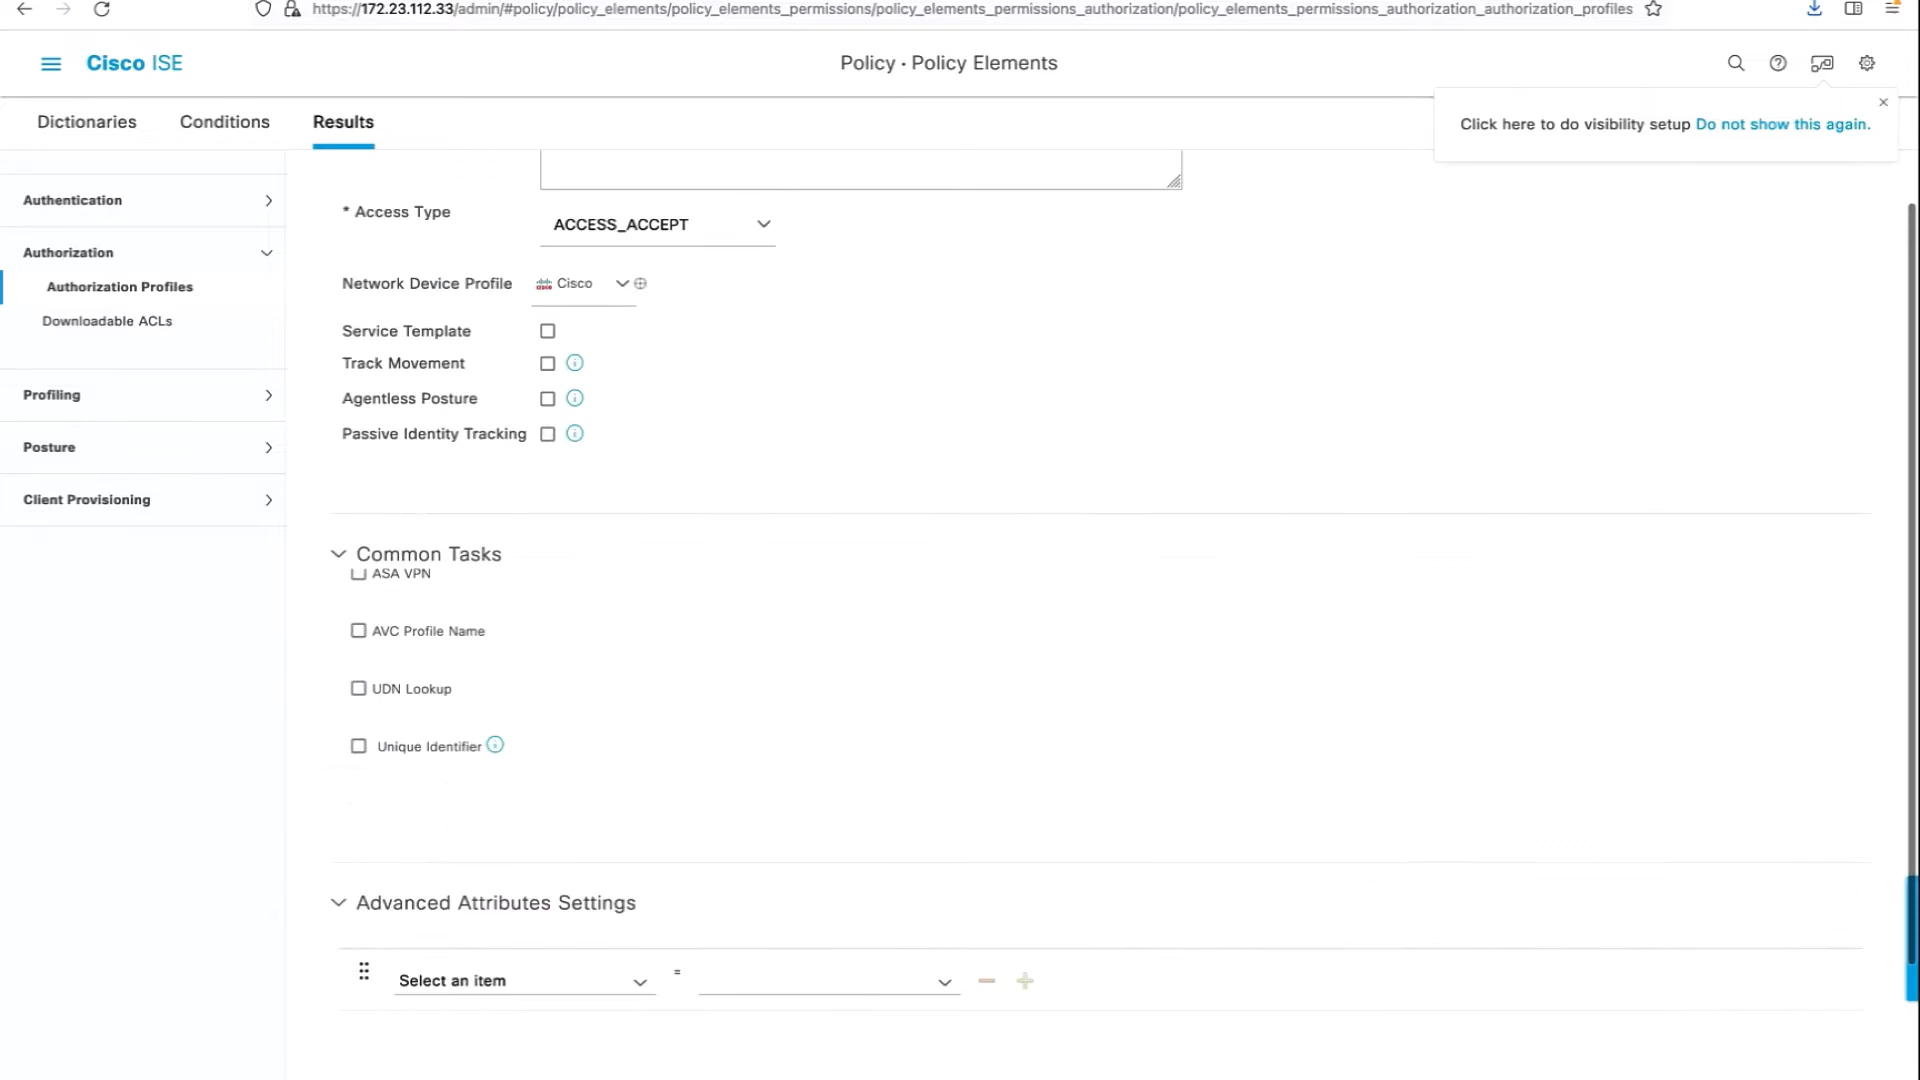 https://172.23.112.33/admin/#policy/policy_elements/policy_elements_permissions/policy_elements_permissions_authorization/policy_elements_permissions_authorization_authorization_profiles
Cisco ISE
Policy · Policy Elements
Click here to do visibility setup Do not show this again.
Dictionaries
Conditions
Results
Authentication
Authorization
Authorization Profiles
Downloadable ACLs
Profiling
Posture
Client Provisioning
* Access Type
ACCESS_ACCEPT
Network Device Profile
Cisco
Service Template
Track Movement
Agentless Posture
Passive Identity Tracking
Common Tasks
ASA VPN
AVC Profile Name
UDN Lookup
Unique Identifier
Advanced Attributes Settings
Select an item
=